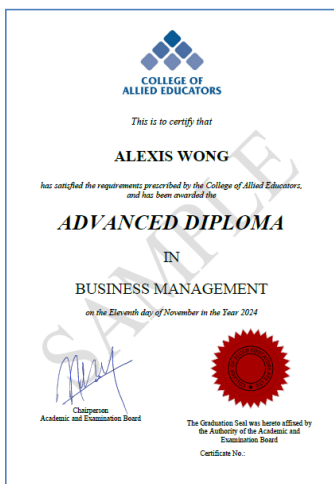 COLLEGE OF
ALLIED EDUCATORS
This is to certify that
ALEXIS WONG
has satisfied the requirements prescribed by the College of Allied Educators,
and has been awarded the
ADVANCED DIPLOMA
IN
BUSINESS MANAGEMENT
on the Eleventh day of November in the Year 2024
SAMPLE
Chairperson
Academic and Examination Board
The Graduation Seal was hereto affixed by
the Authority of the Academic and
Examination Board
Certificate No.: